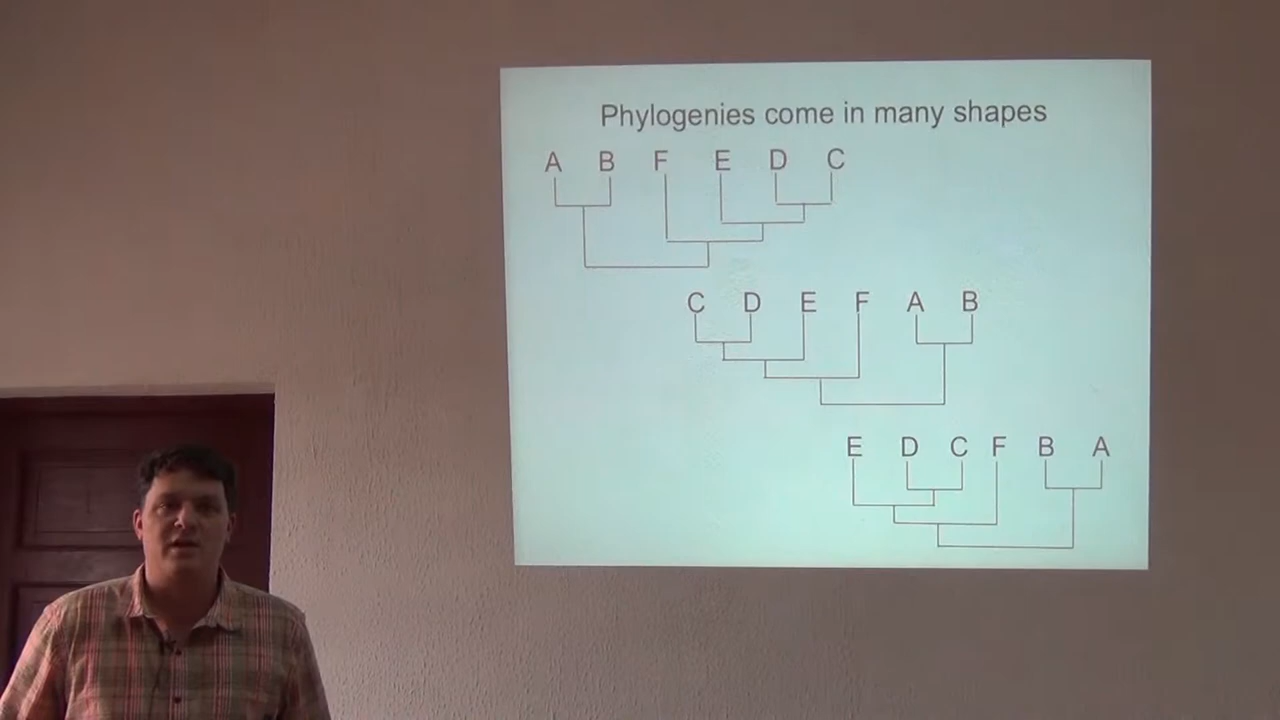 Phylogenies come in many shapes
A B F E D C
C D E F A B
E D C F B A